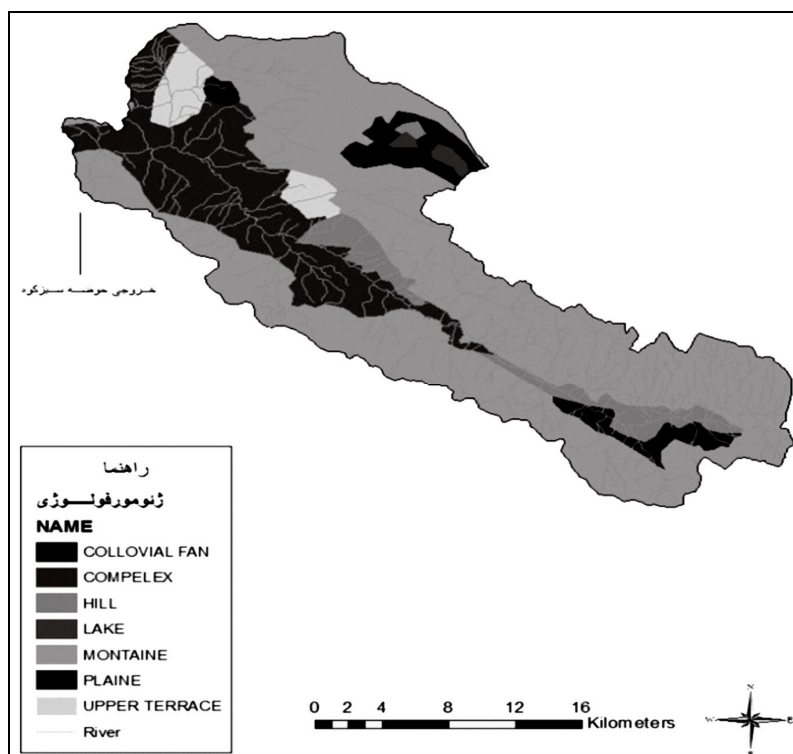 خروجی حوضه سبزکوه
راهنما
ژئومورفولوژی
NAME
COLLOVIAL FAN
COMPELEX
HILL
LAKE
MONTAINE
PLAINE
UPPER TERRACE
River
0 2 4 8 12 16
Kilometers
N
W E
S